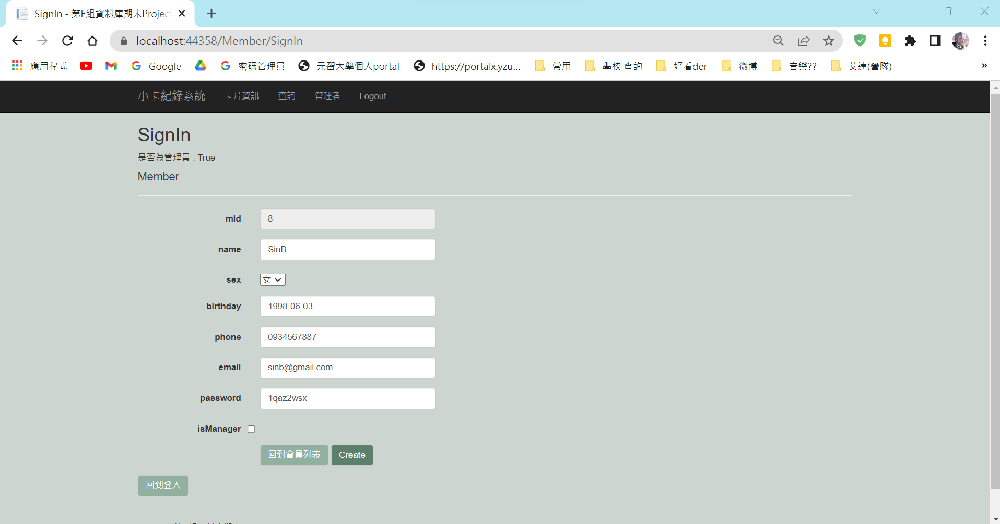 SignIn - 第E組資料庫期末Project
localhost:44358/Member/SignIn
應用程式 Google 密碼管理員 元智大學個人portal https://portalx.yzu... 常用 學校 查詢 好看der 微博 音樂?? 艾達(營隊) »
小卡紀錄系統 卡片資訊 查詢 管理者 Logout
SignIn
是否為管理員 : True
Member
mId 8
name SinB
sex 女
birthday 1998-06-03
phone 0934567887
email sinb@gmail.com
password 1qaz2wsx
isManager
回到會員列表 Create
回到登入